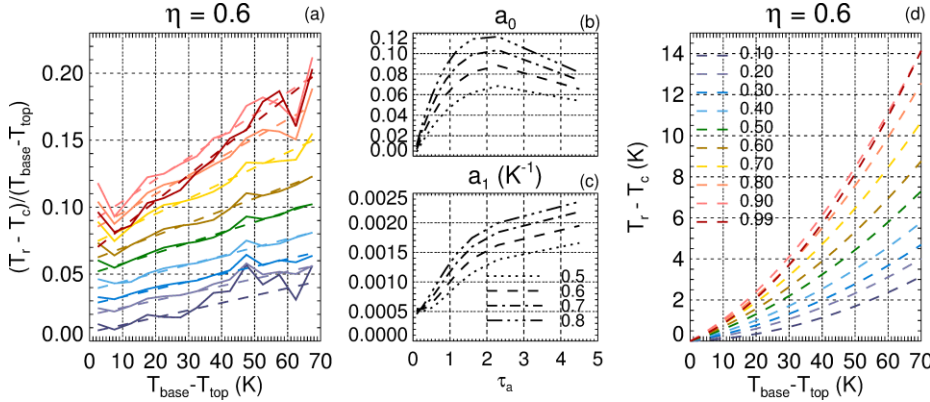 η = 0.6
(a)
(T_r - T_c)/(T_base-T_top)
0.20
0.15
0.10
0.05
0.00
0 10 20 30 40 50 60 70
T_base-T_top (K)
a_0
(b)
0.12
0.10
0.08
0.06
0.04
0.02
0.00
a_1 (K^-1)
(c)
0.0025
0.0020
0.0015
0.0010
0.0005
0.0000
0.5
0.6
0.7
0.8
0 1 2 3 4 5
τ_a
η = 0.6
(d)
T_r - T_c (K)
14
12
10
8
6
4
2
0
0.10
0.20
0.30
0.40
0.50
0.60
0.70
0.80
0.90
0.99
0 10 20 30 40 50 60 70
T_base-T_top (K)